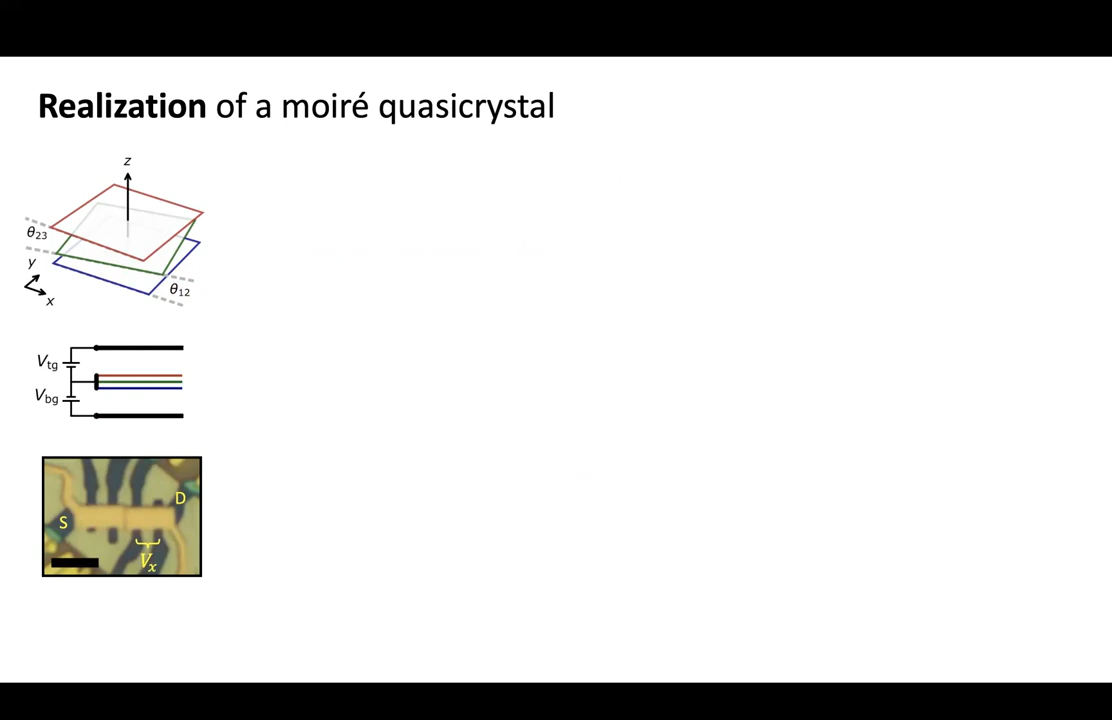 Realization of a moiré quasicrystal
z
θ23
y
x
θ12
Vtg
Vbg
D
S
Vx